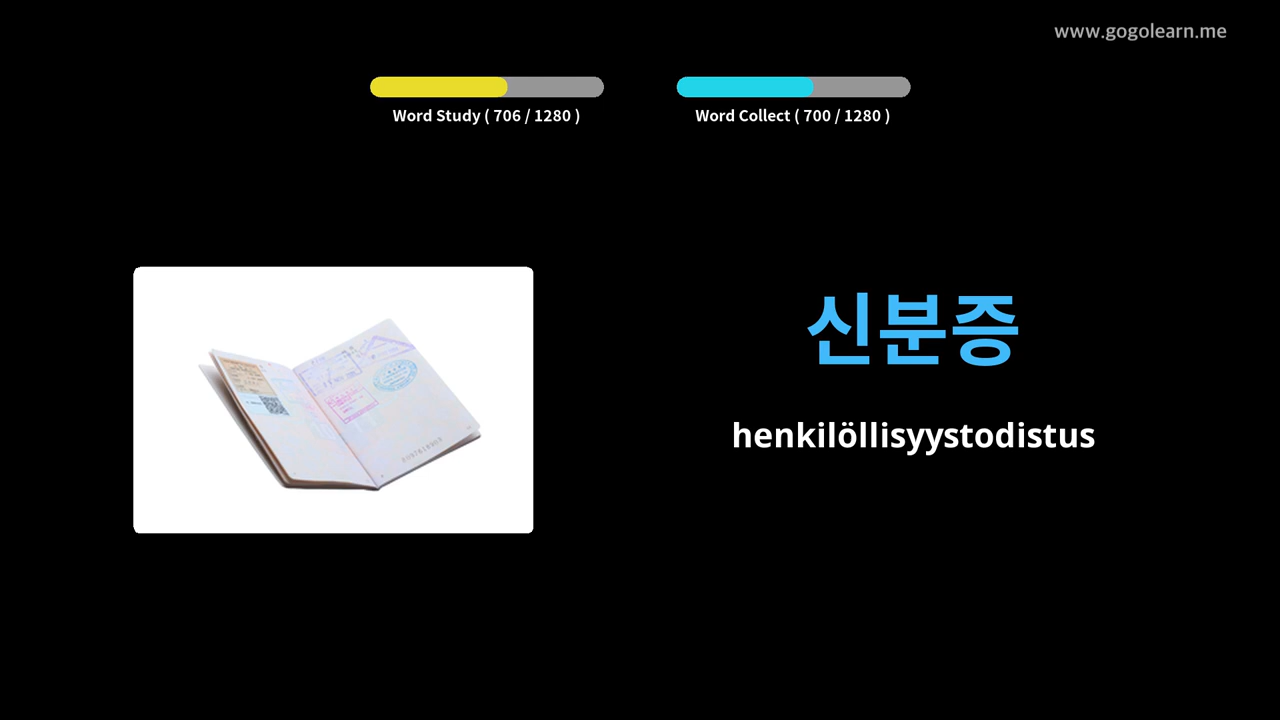 www.gogolearn.me
Word Study ( 706 / 1280 )
Word Collect ( 700 / 1280 )
신분증
henkilöllisyystodistus